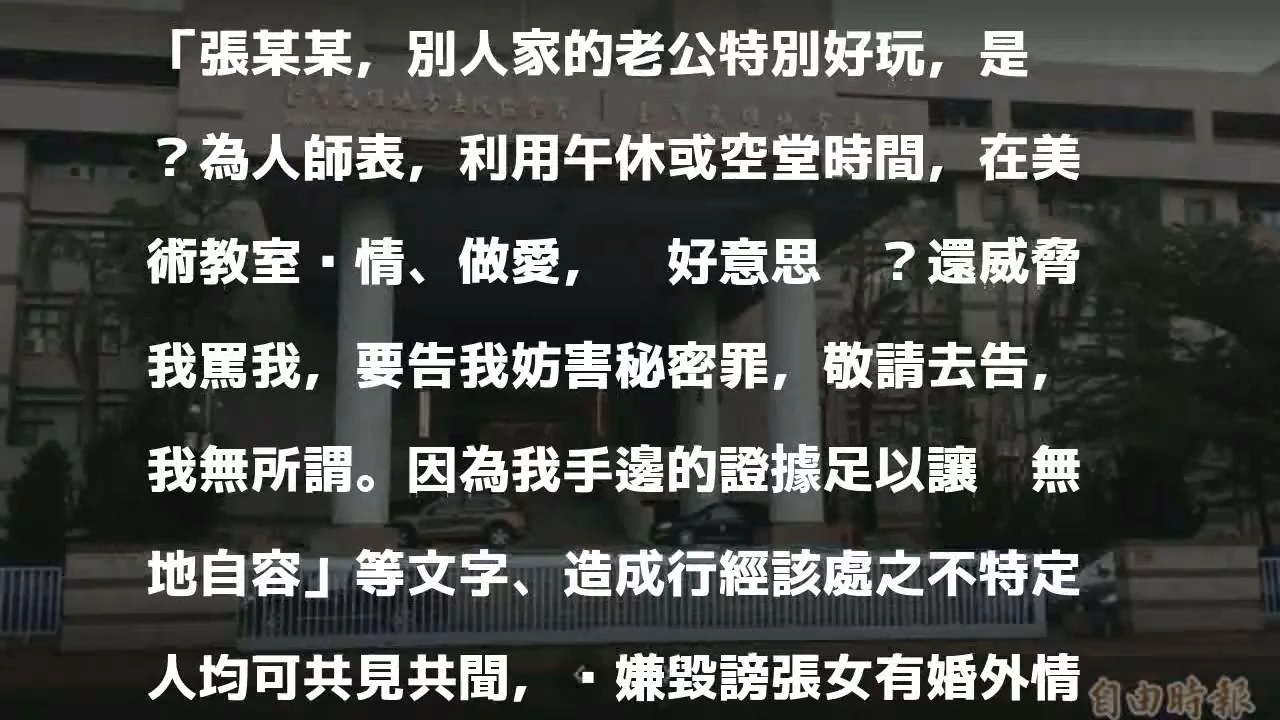 「張某某，別人家的老公特別好玩，是
？為人師表，利用午休或空堂時間，在美
術教室▪情、做愛，　好意思　？還威脅
我罵我，要告我妨害秘密罪，敬請去告，
我無所謂。因為我手邊的證據足以讓　無
地自容」等文字、造成行經該處之不特定
人均可共見共聞，▪嫌毀謗張女有婚外情
自由時報